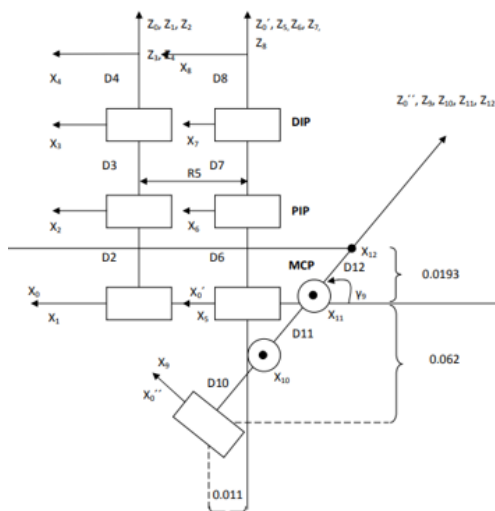 Z₀, Z₁, Z₂
Z₀´, Z₅, Z₆, Z₇,
Z₈
Z₃, Z₄
X₄
D4
X₈
D8
Z₀´´, Z₉, Z₁₀, Z₁₁, Z₁₂
X₃
X₇
DIP
D3
D7
R5
X₂
X₆
PIP
D2
D6
MCP
X₁₂
D12
0.0193
X₀
X₀´
γ₉
X₁
X₅
X₁₁
D11
X₉
X₁₀
0.062
X₀´´
D10
0.011